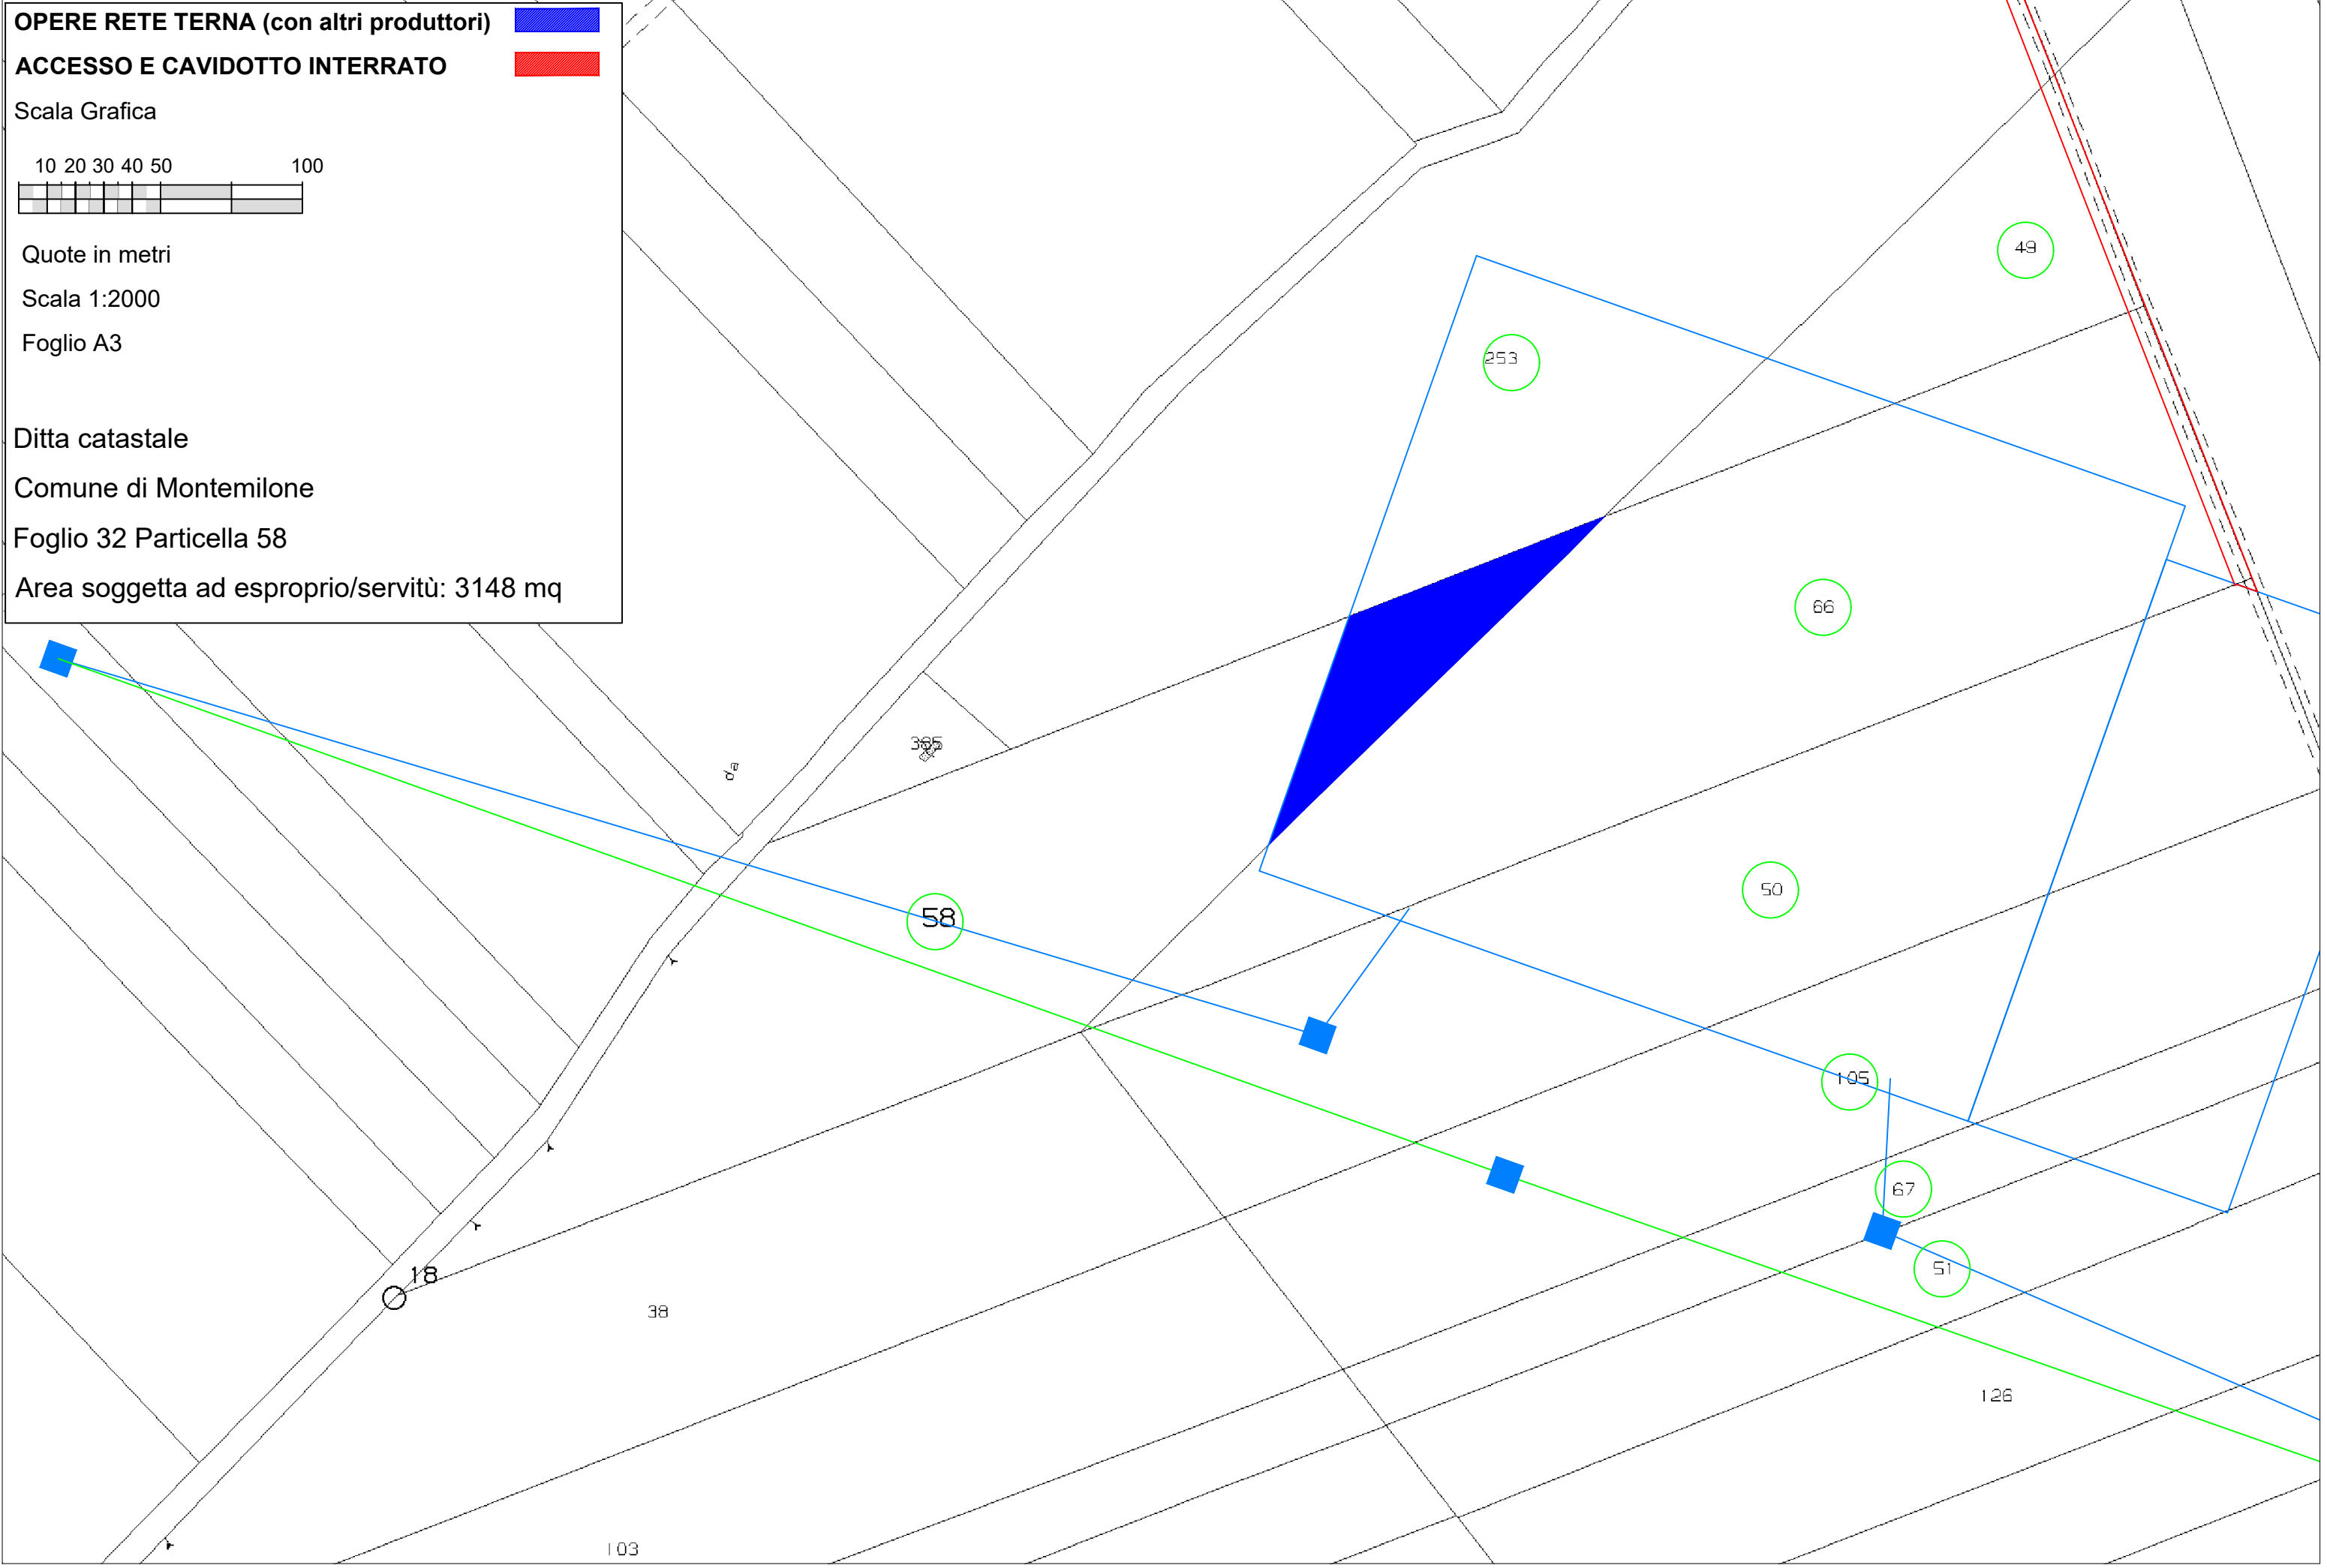 OPERE RETE TERNA (con altri produttori)
ACCESSO E CAVIDOTTO INTERRATO
Scala Grafica
10 20 30 40 50 100
Quote in metri
Scala 1:2000
Foglio A3
Ditta catastale
Comune di Montemilone
Foglio 32 Particella 58
Area soggetta ad esproprio/servitù: 3148 mq
49
253
66
da
58
50
105
67
51
18
38
126
103